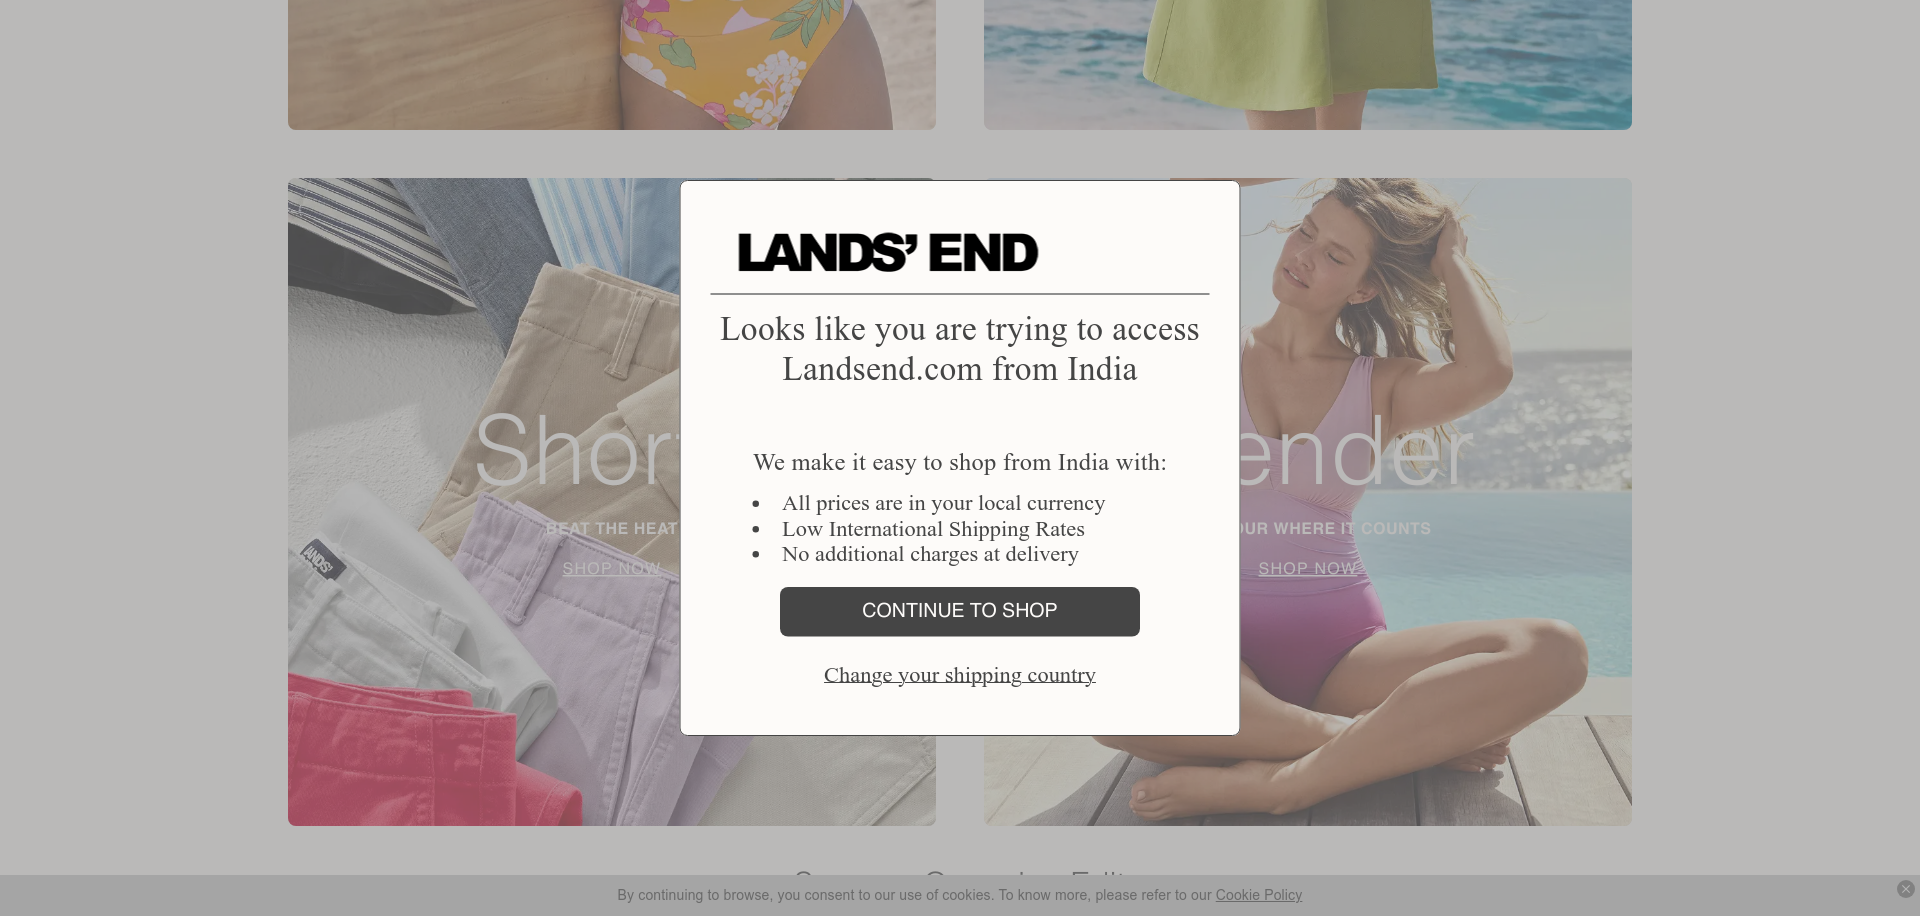 LANDS' END
Looks like you are trying to access
Landsend.com from India
We make it easy to shop from India with:
All prices are in your local currency
Low International Shipping Rates
No additional charges at delivery
CONTINUE TO SHOP
Change your shipping country
BEAT THE HEAT
WHERE IT COUNTS
SHOP NOW
SHOP NOW
LANDS'
By continuing to browse, you consent to our use of cookies. To know more, please refer to our Cookie Policy